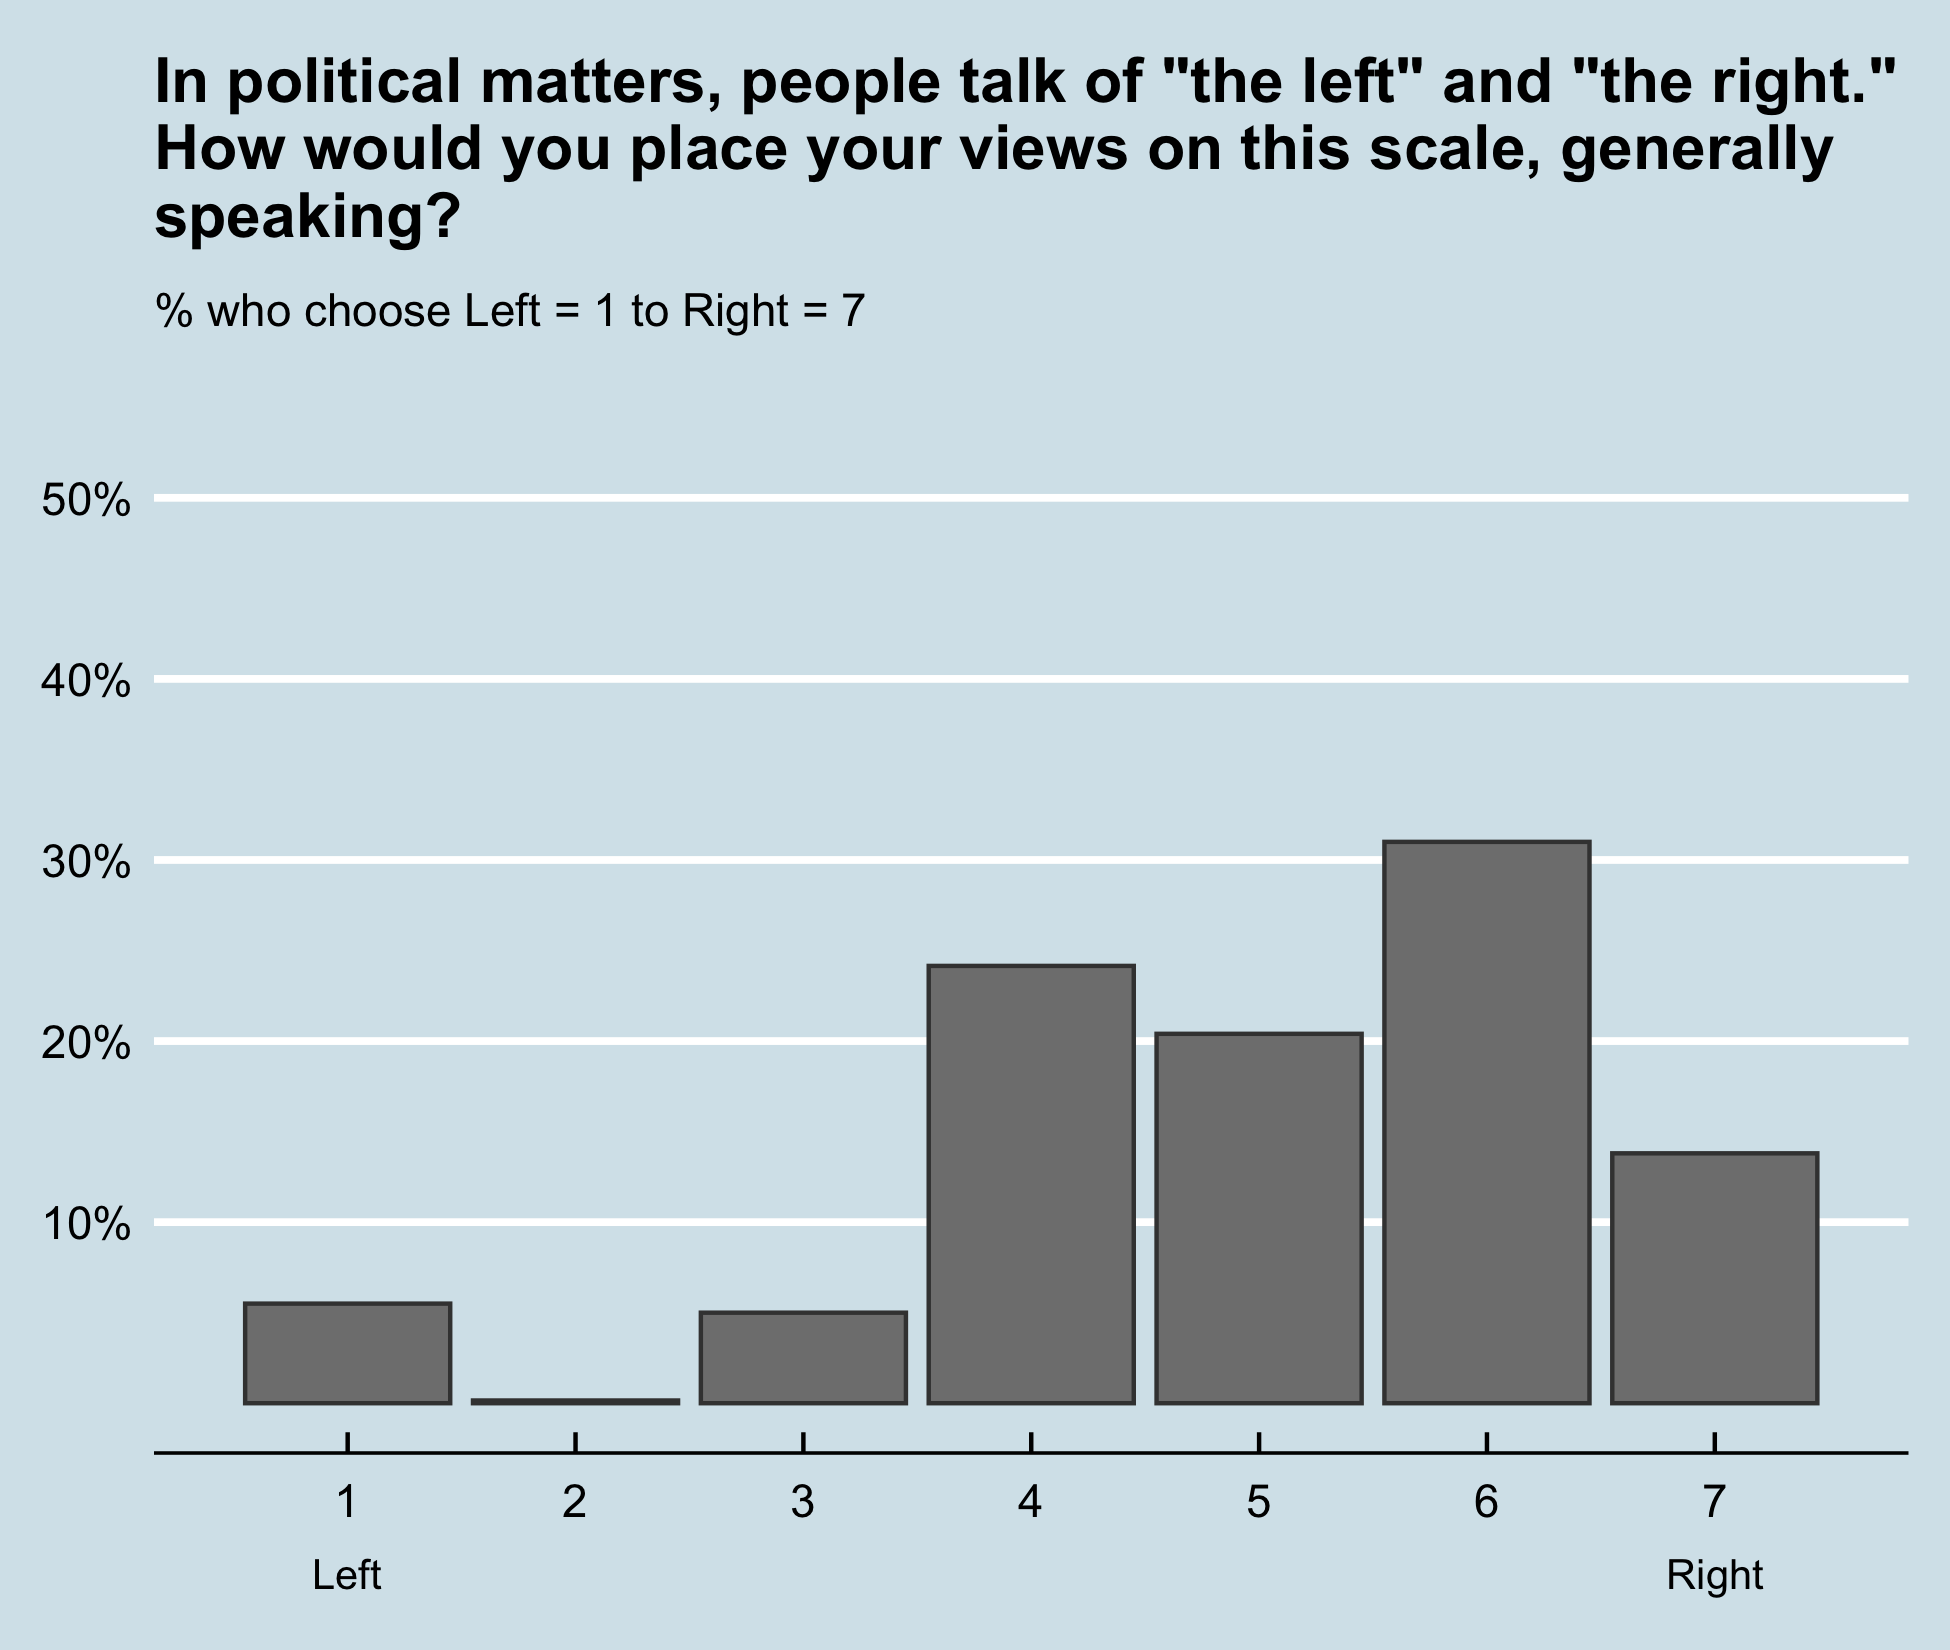 In political matters, people talk of "the left" and "the right."
How would you place your views on this scale, generally
speaking?
% who choose Left = 1 to Right = 7
50%
40%
30%
20%
10%
1 2 3 4 5 6 7
Left Right